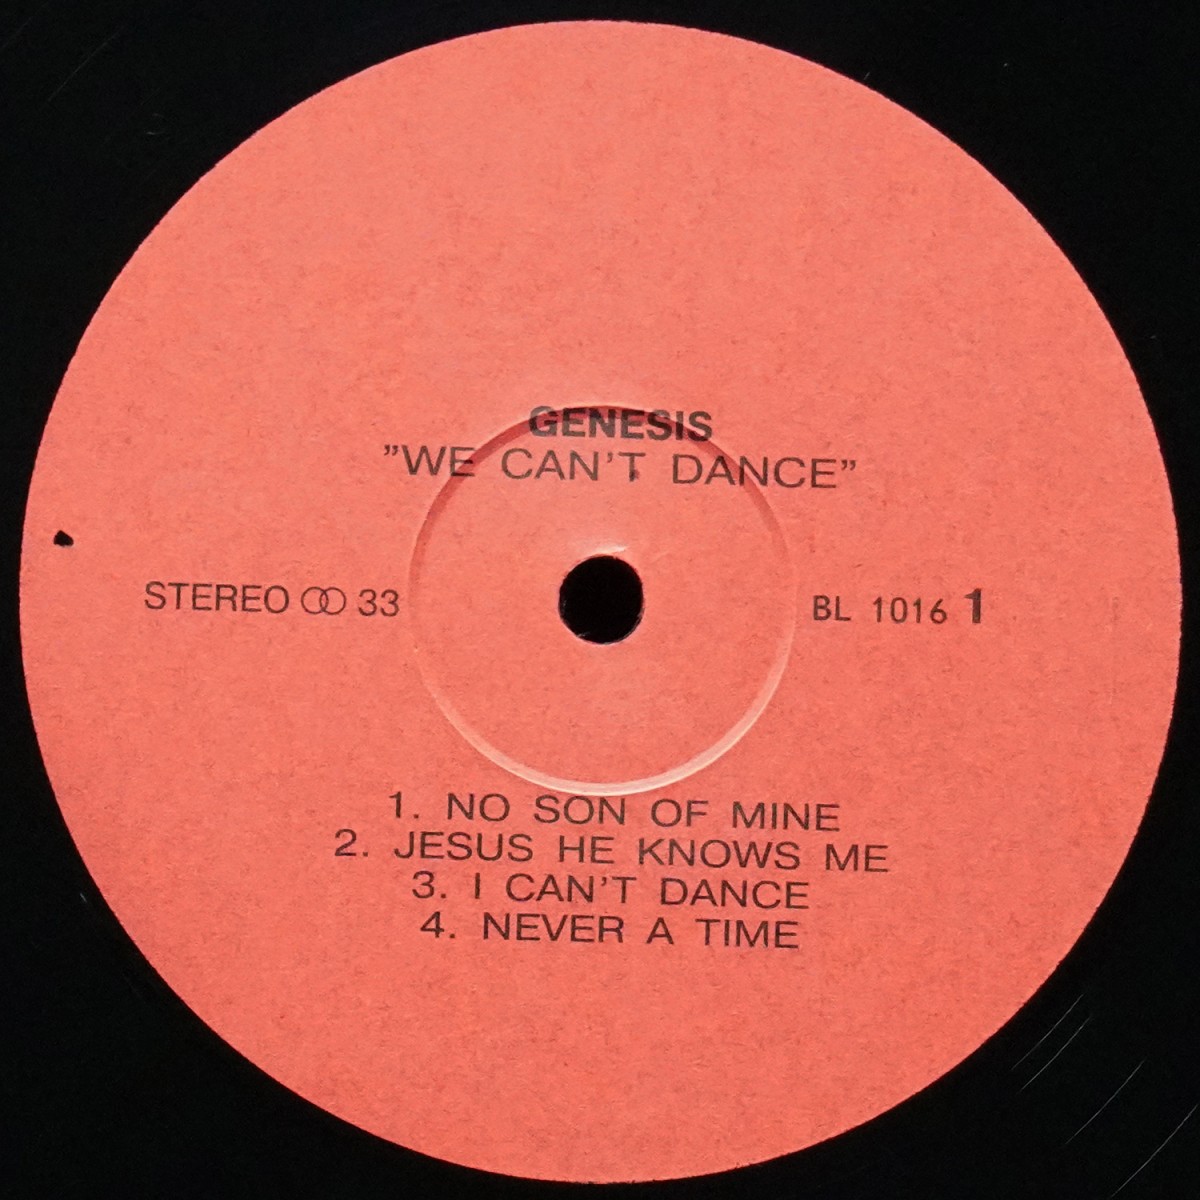 GENESIS
"WE CAN'T DANCE"
STEREO 33
BL 1016 1
1. NO SON OF MINE
2. JESUS HE KNOWS ME
3. I CAN'T DANCE
4. NEVER A TIME